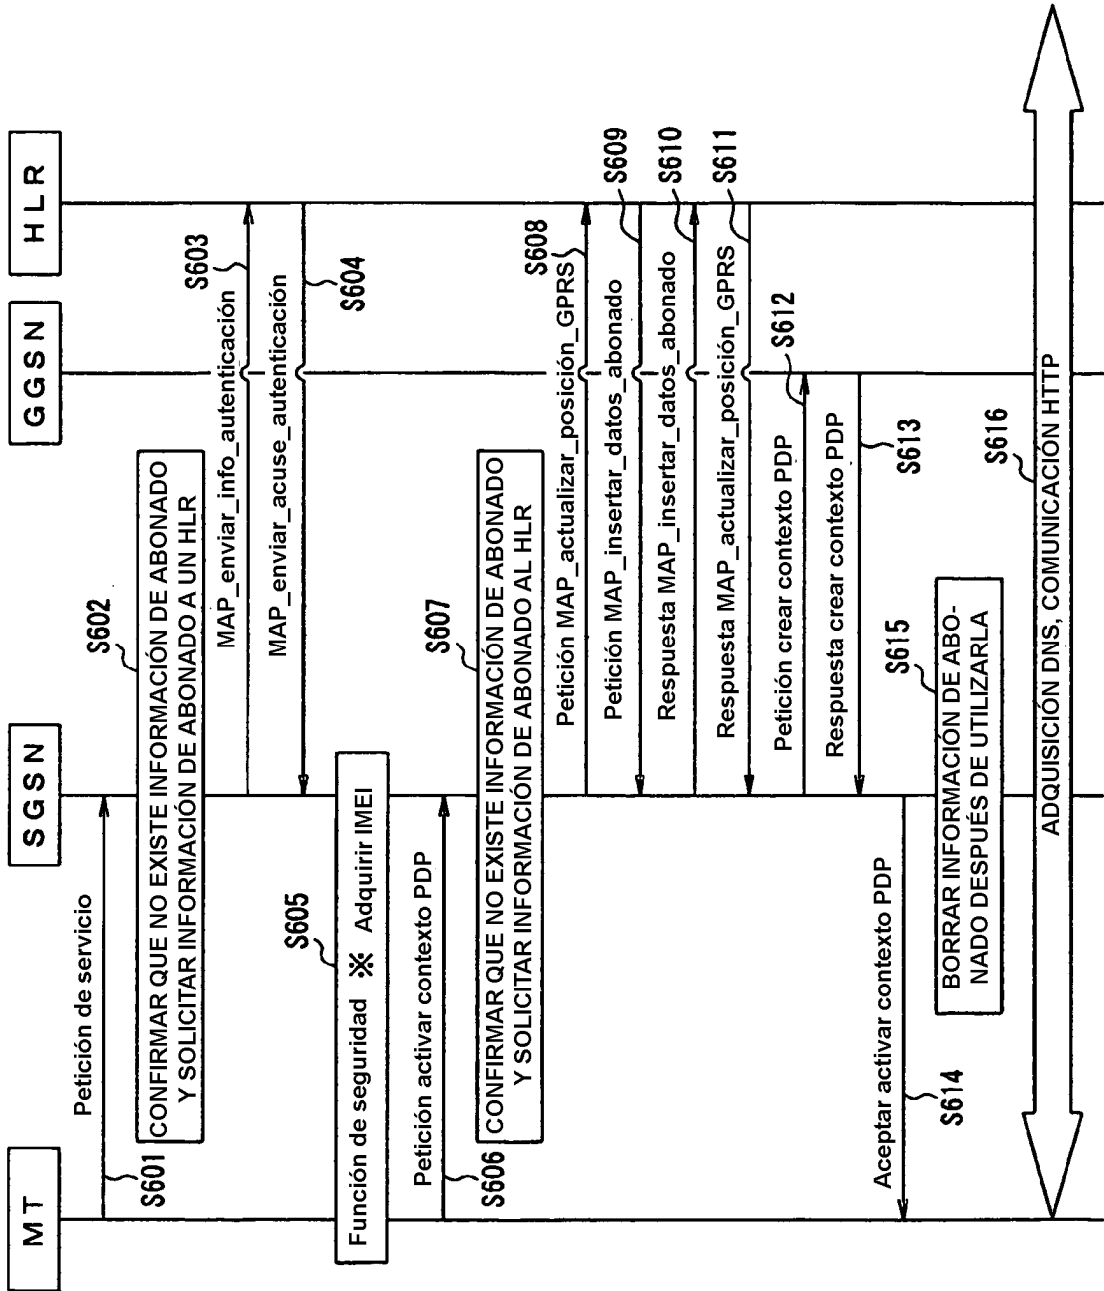 MT
SGSN
GGSN
HLR
Petición de servicio
S601
S602
CONFIRMAR QUE NO EXISTE INFORMACIÓN DE ABONADO
Y SOLICITAR INFORMACIÓN DE ABONADO A UN HLR
MAP_enviar_info_autenticación
S603
MAP_enviar_acuse_autenticación
S604
S605
Función de seguridad ※ Adquirir IMEI
Petición activar contexto PDP
S606
S607
CONFIRMAR QUE NO EXISTE INFORMACIÓN DE ABONADO
Y SOLICITAR INFORMACIÓN DE ABONADO AL HLR
Petición MAP_actualizar_posición_GPRS
S608
Petición MAP_insertar_datos_abonado
S609
Respuesta MAP_insertar_datos_abonado
S610
Respuesta MAP_actualizar_posición_GPRS
S611
Petición crear contexto PDP
S612
Respuesta crear contexto PDP
S613
Aceptar activar contexto PDP
S614
S615
BORRAR INFORMACIÓN DE ABO-
NADO DESPUÉS DE UTILIZARLA
S616
ADQUISICIÓN DNS, COMUNICACIÓN HTTP